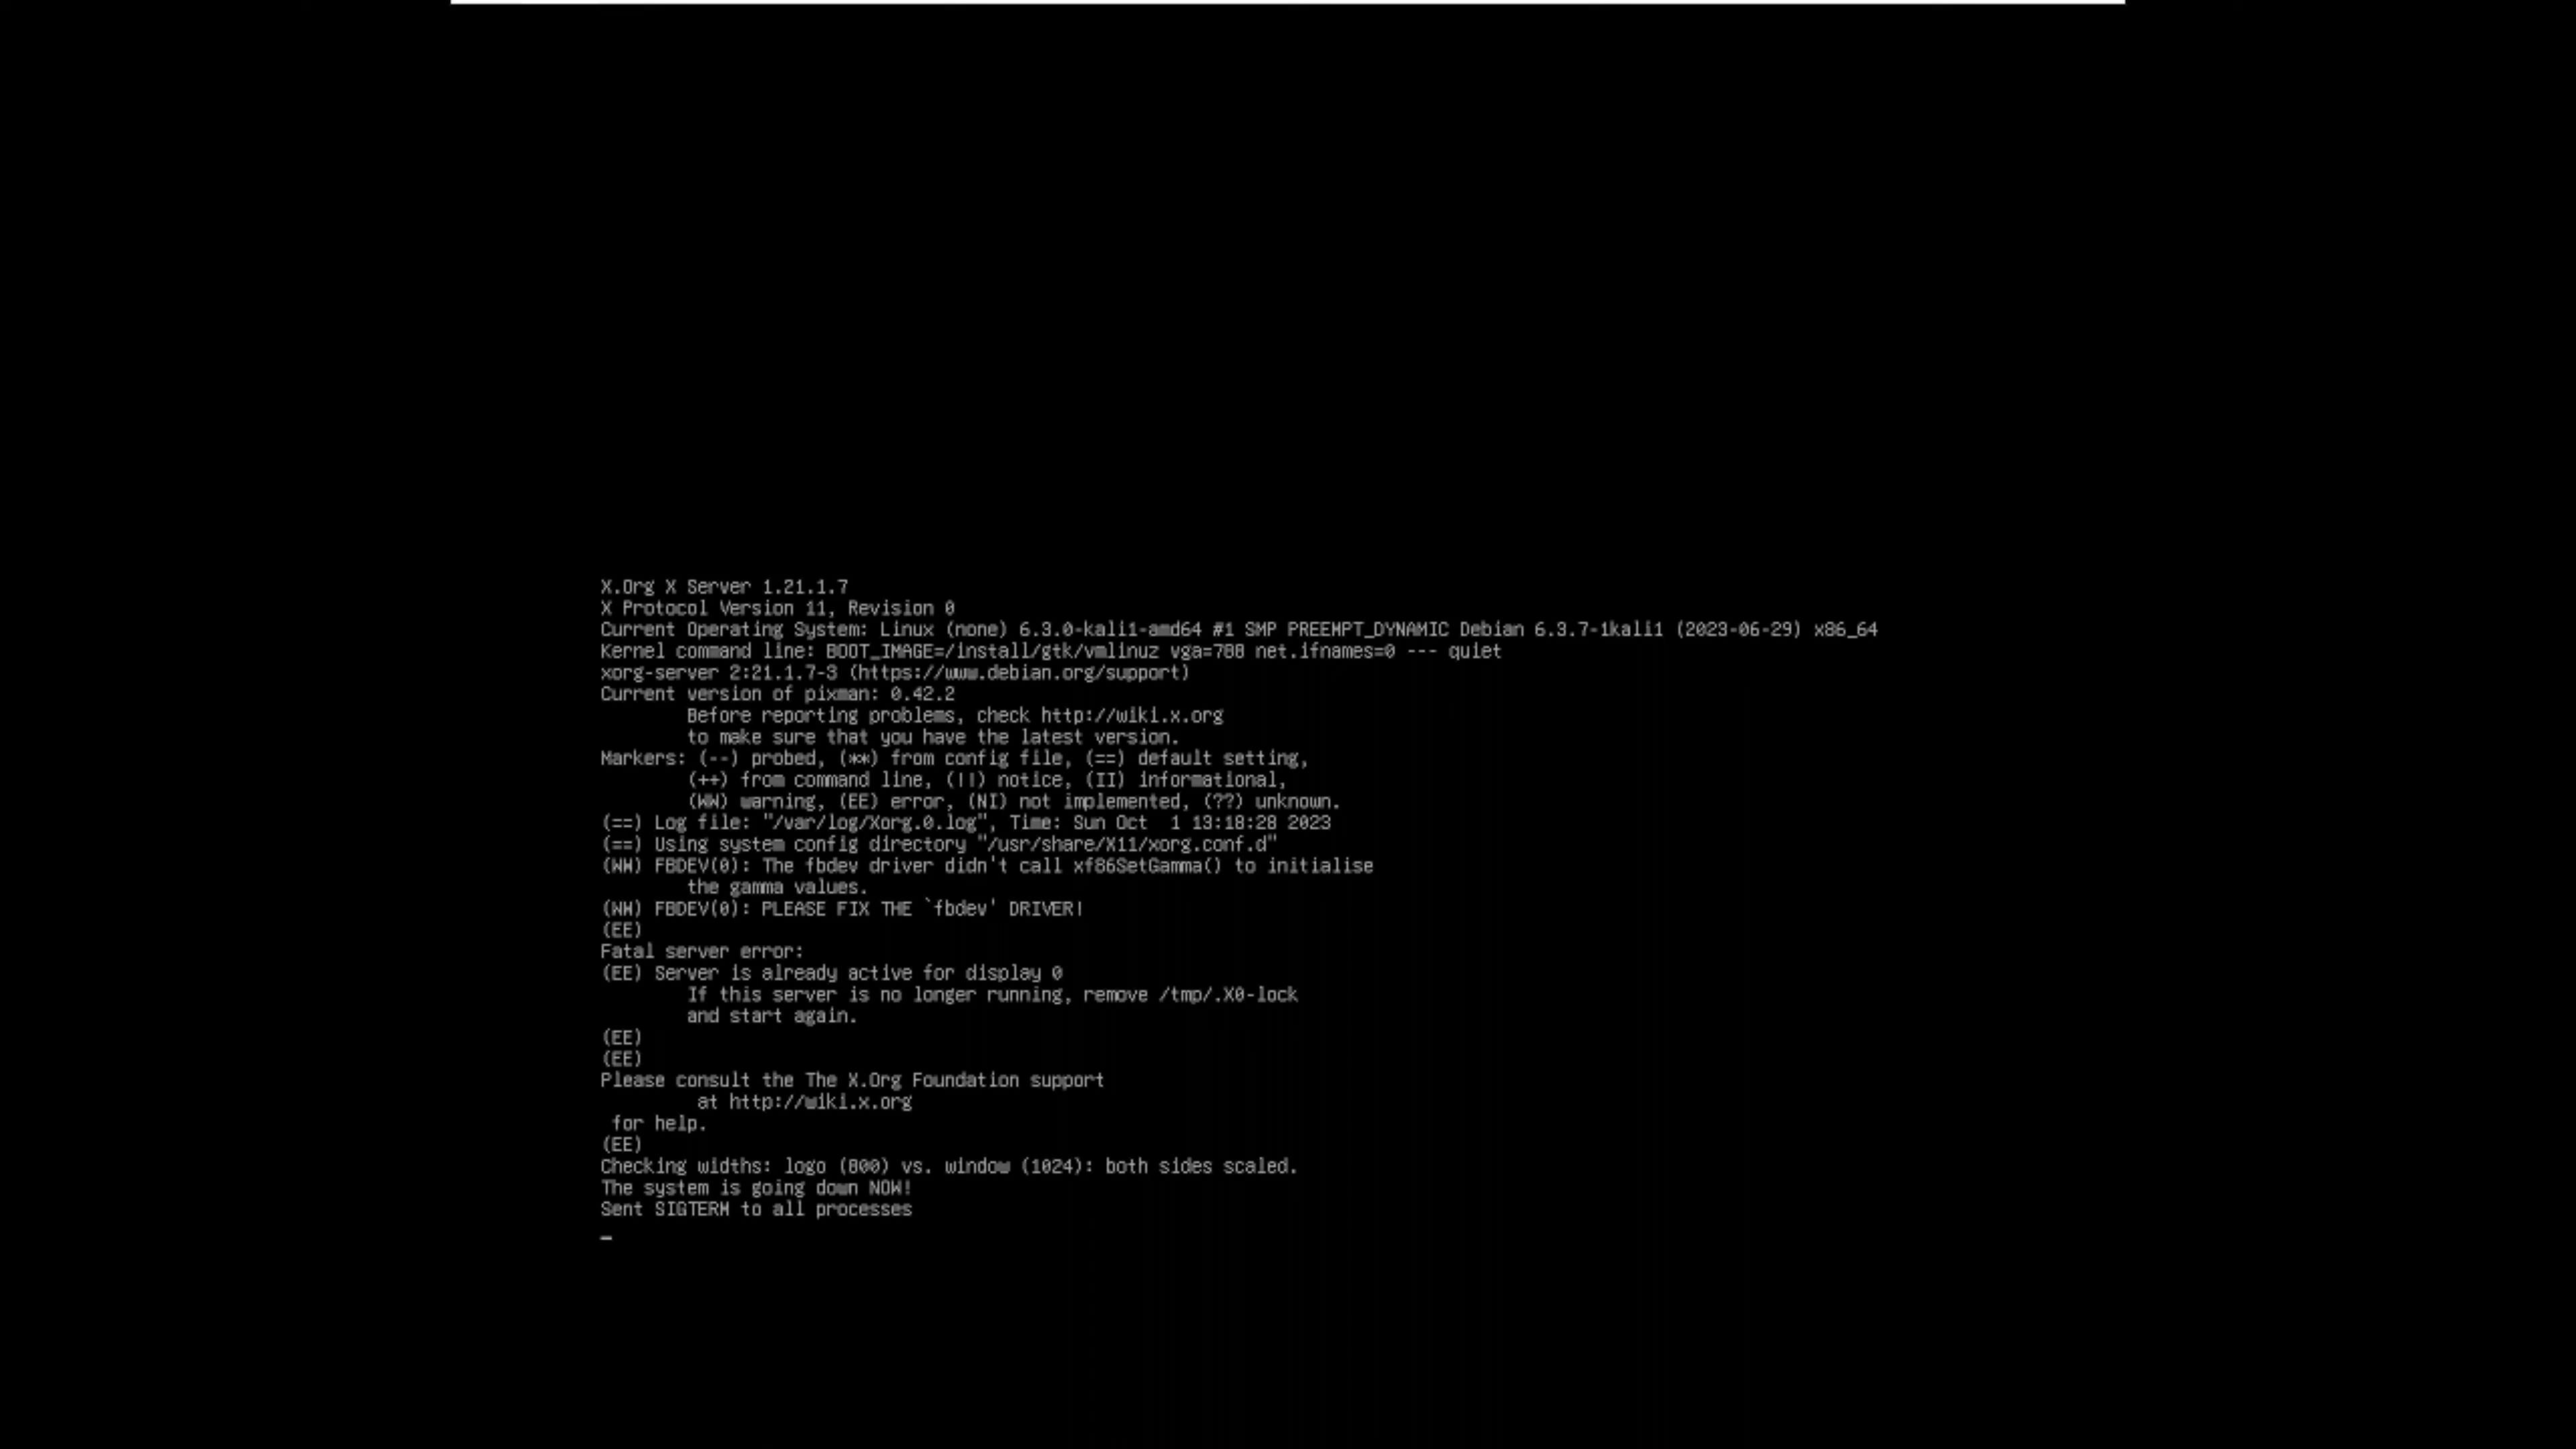 X.Org X Server 1.21.1.7
X Protocol Version 11, Revision 0
Current Operating System: Linux (none) 6.3.0-kali1-amd64 #1 SMP PREEMPT_DYNAMIC Debian 6.3.7-1kali1 (2023-06-29) x86_64
Kernel command line: BOOT_IMAGE=/install/gtk/vmlinuz vga=788 net.ifnames=0 --- quiet
xorg-server 2:21.1.7-3 (https://www.debian.org/support)
Current version of pixman: 0.42.2
Before reporting problems, check http://wiki.x.org
to make sure that you have the latest version.
Markers: (--) probed, (**) from config file, (==) default setting,
(++) from command line, (!!) notice, (II) informational,
(WW) warning, (EE) error, (NI) not implemented, (??) unknown.
(==) Log file: "/var/log/Xorg.0.log", Time: Sun Oct  1 13:18:28 2023
(==) Using system config directory "/usr/share/X11/xorg.conf.d"
(WW) FBDEV(0): The fbdev driver didn't call xf86SetGamma() to initialise
the gamma values.
(WW) FBDEV(0): PLEASE FIX THE `fbdev' DRIVER!
(EE)
Fatal server error:
(EE) Server is already active for display 0
If this server is no longer running, remove /tmp/.X0-lock
and start again.
(EE)
(EE)
Please consult the The X.Org Foundation support
at http://wiki.x.org
for help.
(EE)
Checking widths: logo (800) vs. window (1024): both sides scaled.
The system is going down NOW!
Sent SIGTERM to all processes